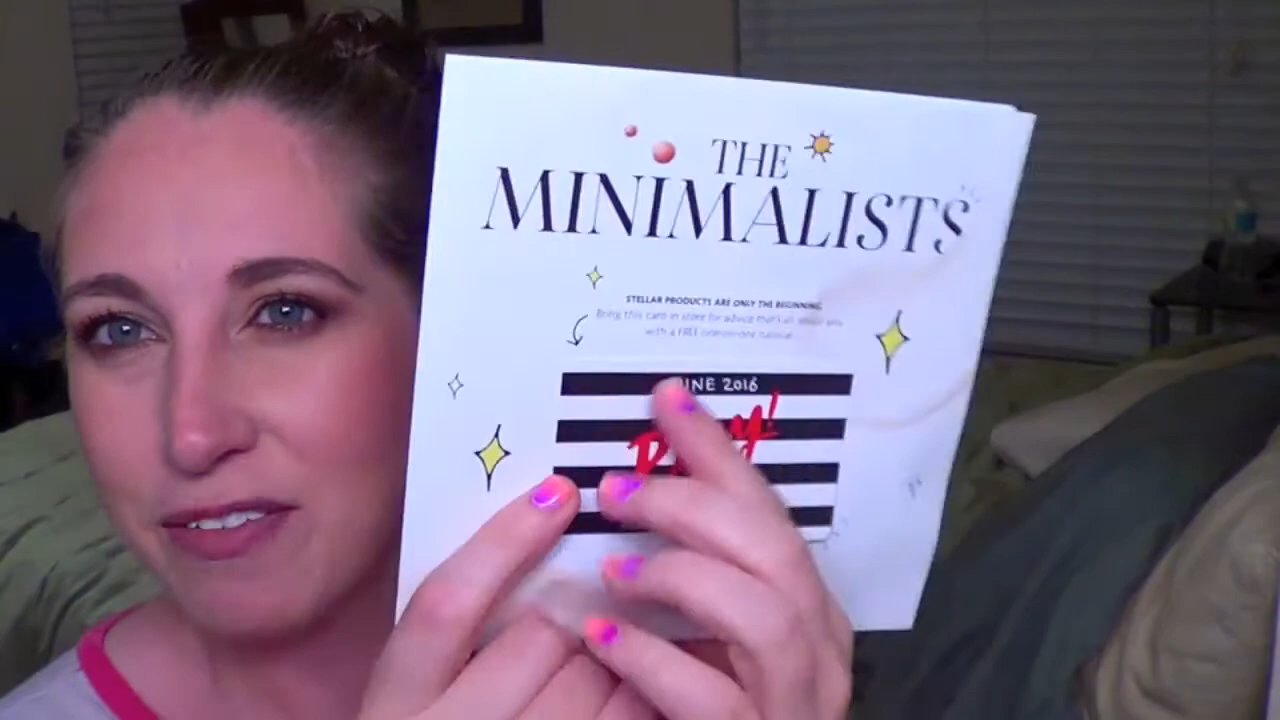 THE
MINIMALISTS
STELLAR PRODUCTS ARE ONLY THE BEGINNING.
Bring this card in store for advice that's all about you
with a FREE
JUNE 2016